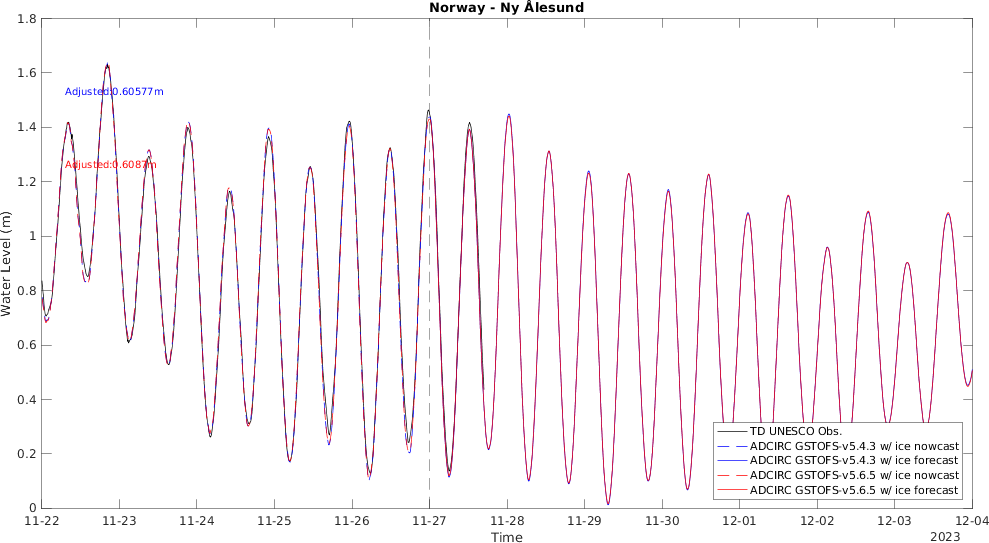 Norway - Ny Ålesund
1.8
1.6
1.4
1.2
1
0.8
0.6
0.4
0.2
0
Water Level (m)
Adjusted:0.60577m
Adjusted:0.6087m
TD UNESCO Obs.
ADCIRC GSTOFS-v5.4.3 w/ ice nowcast
ADCIRC GSTOFS-v5.4.3 w/ ice forecast
ADCIRC GSTOFS-v5.6.5 w/ ice nowcast
ADCIRC GSTOFS-v5.6.5 w/ ice forecast
11-22 11-23 11-24 11-25 11-26 11-27 11-28 11-29 11-30 12-01 12-02 12-03 12-04
Time
2023